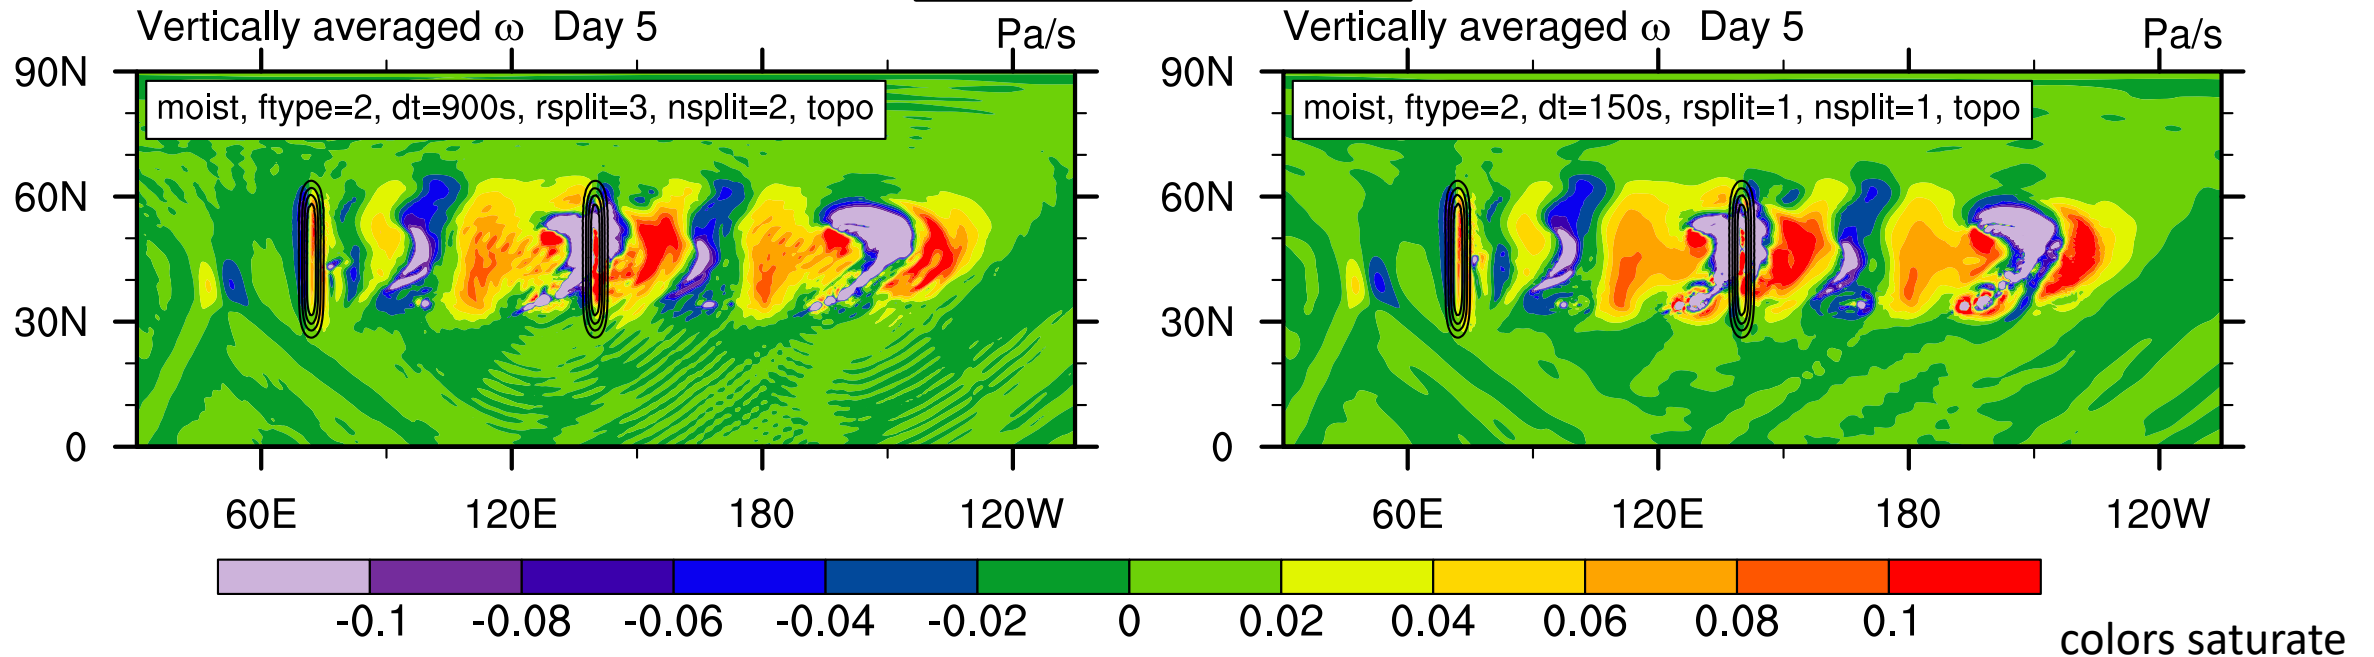 Vertically averaged ω Day 5 Pa/s
moist, ftype=2, dt=900s, rsplit=3, nsplit=2, topo
90N
60N
30N
0
60E 120E 180 120W
Vertically averaged ω Day 5 Pa/s
moist, ftype=2, dt=150s, rsplit=1, nsplit=1, topo
90N
60N
30N
0
60E 120E 180 120W
-0.1 -0.08 -0.06 -0.04 -0.02 0 0.02 0.04 0.06 0.08 0.1
colors saturate